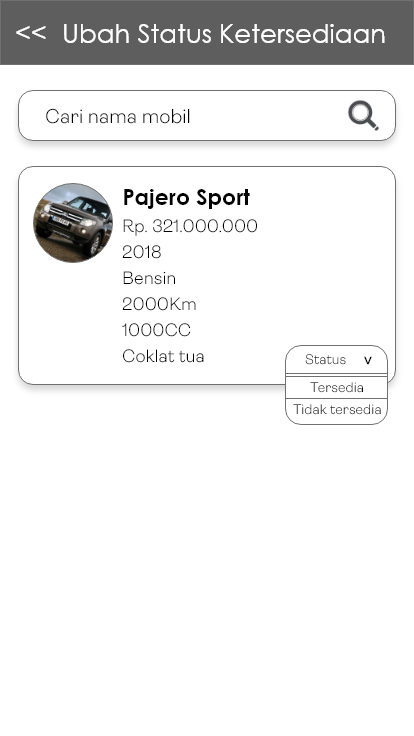 << Ubah Status Ketersediaan
Cari nama mobil
Pajero Sport
Rp. 321.000.000
2018
Bensin
2000Km
1000CC
Coklat tua
Status v
Tersedia
Tidak tersedia